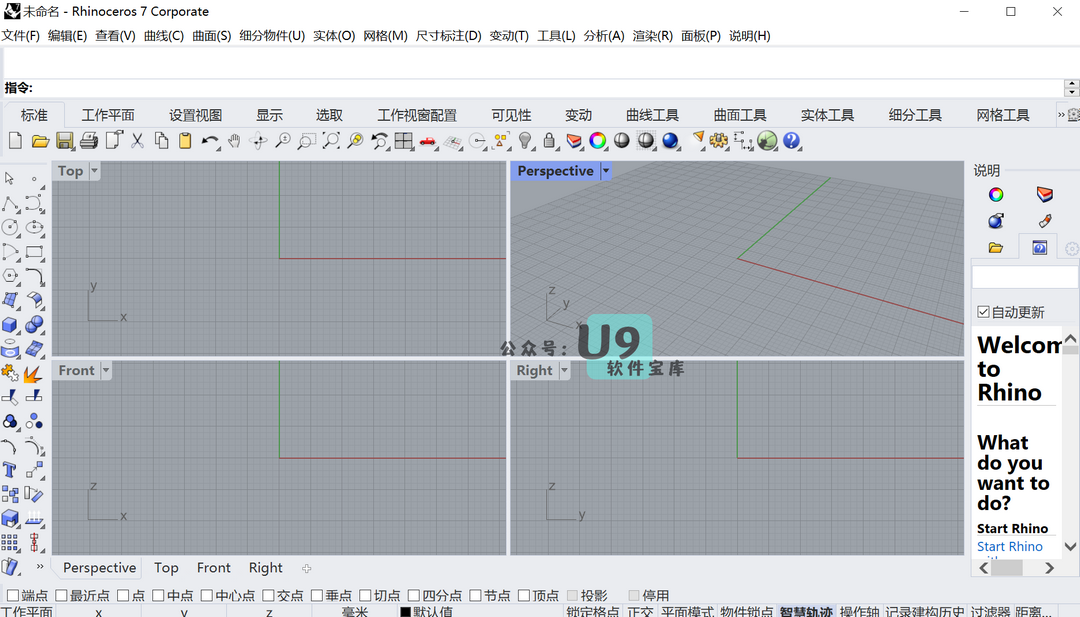 未命名 - Rhinoceros 7 Corporate
文件(F) 编辑(E) 查看(V) 曲线(C) 曲面(S) 细分物件(U) 实体(O) 网格(M) 尺寸标注(D) 变动(T) 工具(L) 分析(A) 渲染(R) 面板(P) 说明(H)
指令:
标准 工作平面 设置视图 显示 选取 工作视窗配置 可见性 变动 曲线工具 曲面工具 实体工具 细分工具 网格工具 »
Top
Perspective
说明
y
x
z
y
x
自动更新
公众号: U9
软件宝库
Welcom
to
Rhino
Front
Right
What
do you
want to
do?
z
x
z
y
Start Rhino
Start Rhino
Perspective Top Front Right
端点 最近点 点 中点 中心点 交点 垂点 切点 四分点 节点 顶点 投影 停用
工作平面 x y z 毫米 默认值 锁定格点 正交 平面模式 物件锁点 智慧轨迹 操作轴 记录建构历史 过滤器 距离...